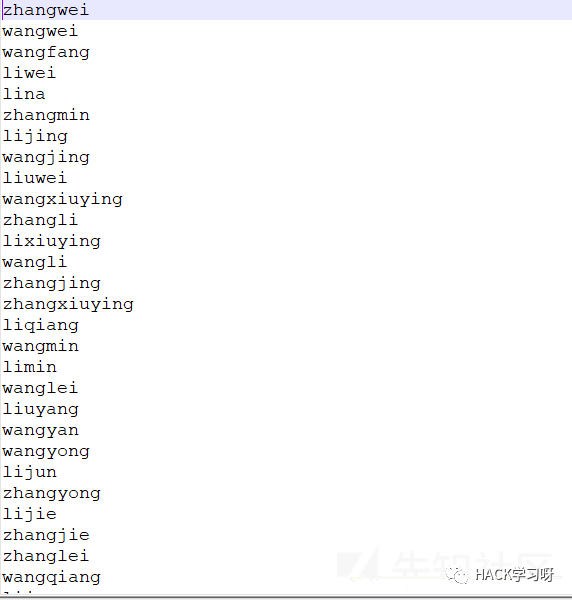 zhangwei
wangwei
wangfang
liwei
lina
zhangmin
lijing
wangjing
liuwei
wangxiuying
zhangli
lixiuying
wangli
zhangjing
zhangxiuying
liqiang
wangmin
limin
wanglei
liuyang
wangyan
wangyong
lijun
zhangyong
lijie
zhangjie
zhanglei
wangqiang
先知社区
HACK学习呀